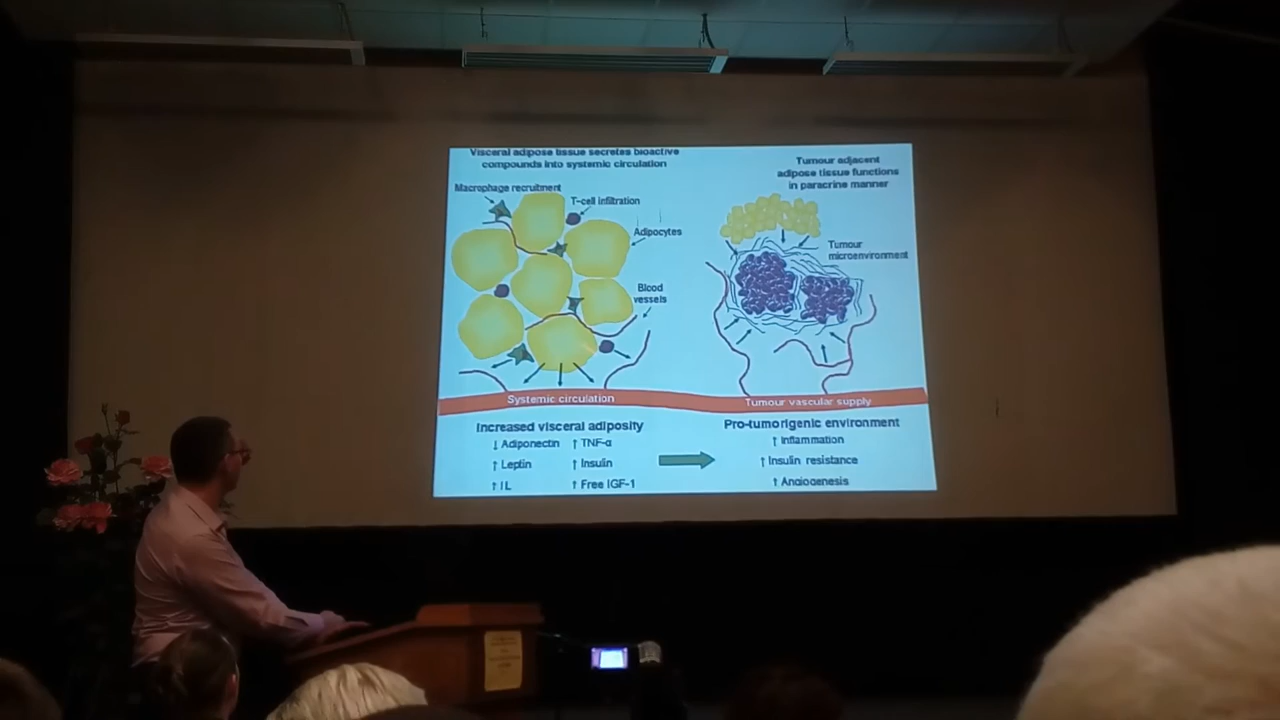 Visceral adipose tissue secretes bioactive
compounds into systemic circulation
Macrophage recruitment
T-cell infiltration
Adipocytes
Blood
vessels
Tumour adjacent
adipose tissue functions
in paracrine manner
Tumour
microenvironment
Systemic circulation
Tumour vascular supply
Increased visceral adiposity
↓ Adiponectin ↑ TNF-α
↑ Leptin ↑ Insulin
↑ IL ↑ Free IGF-1
Pro-tumorigenic environment
↑ Inflammation
↑ Insulin resistance
↑ Angiogenesis